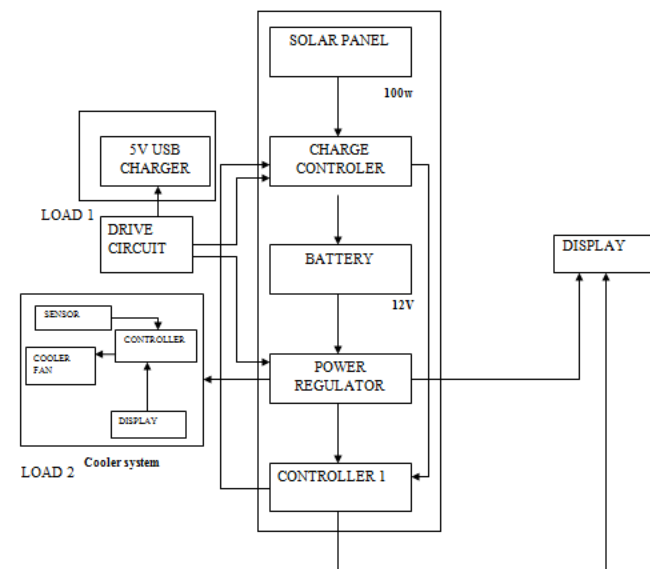 SOLAR PANEL
100w
5V USB
CHARGER
CHARGE
CONTROLER
LOAD 1
DRIVE
CIRCUIT
BATTERY
DISPLAY
12V
SENSOR
CONTROLLER
COOLER
FAN
DISPLAY
POWER
REGULATOR
Cooler system
LOAD 2
CONTROLLER 1